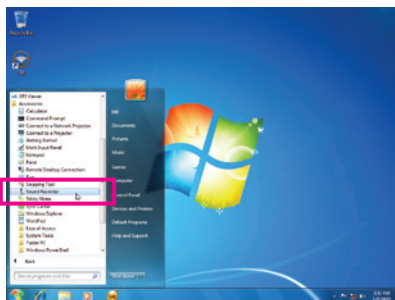 Recycle Bin
XPS Viewer
Accessories
Calculator
Command Prompt
Connect to a Network Projector
Connect to a Projector
Getting Started
Math Input Panel
Notepad
Paint
Remote Desktop Connection
Run
Snipping Tool
Sound Recorder
Sticky Notes
Sync Center
Windows Explorer
WordPad
Ease of Access
System Tools
Tablet PC
Windows PowerShell
Back
Search programs and files
Documents
Pictures
Music
Games
Computer
Control Panel
Devices and Printers
Default Programs
Help and Support
Shut down